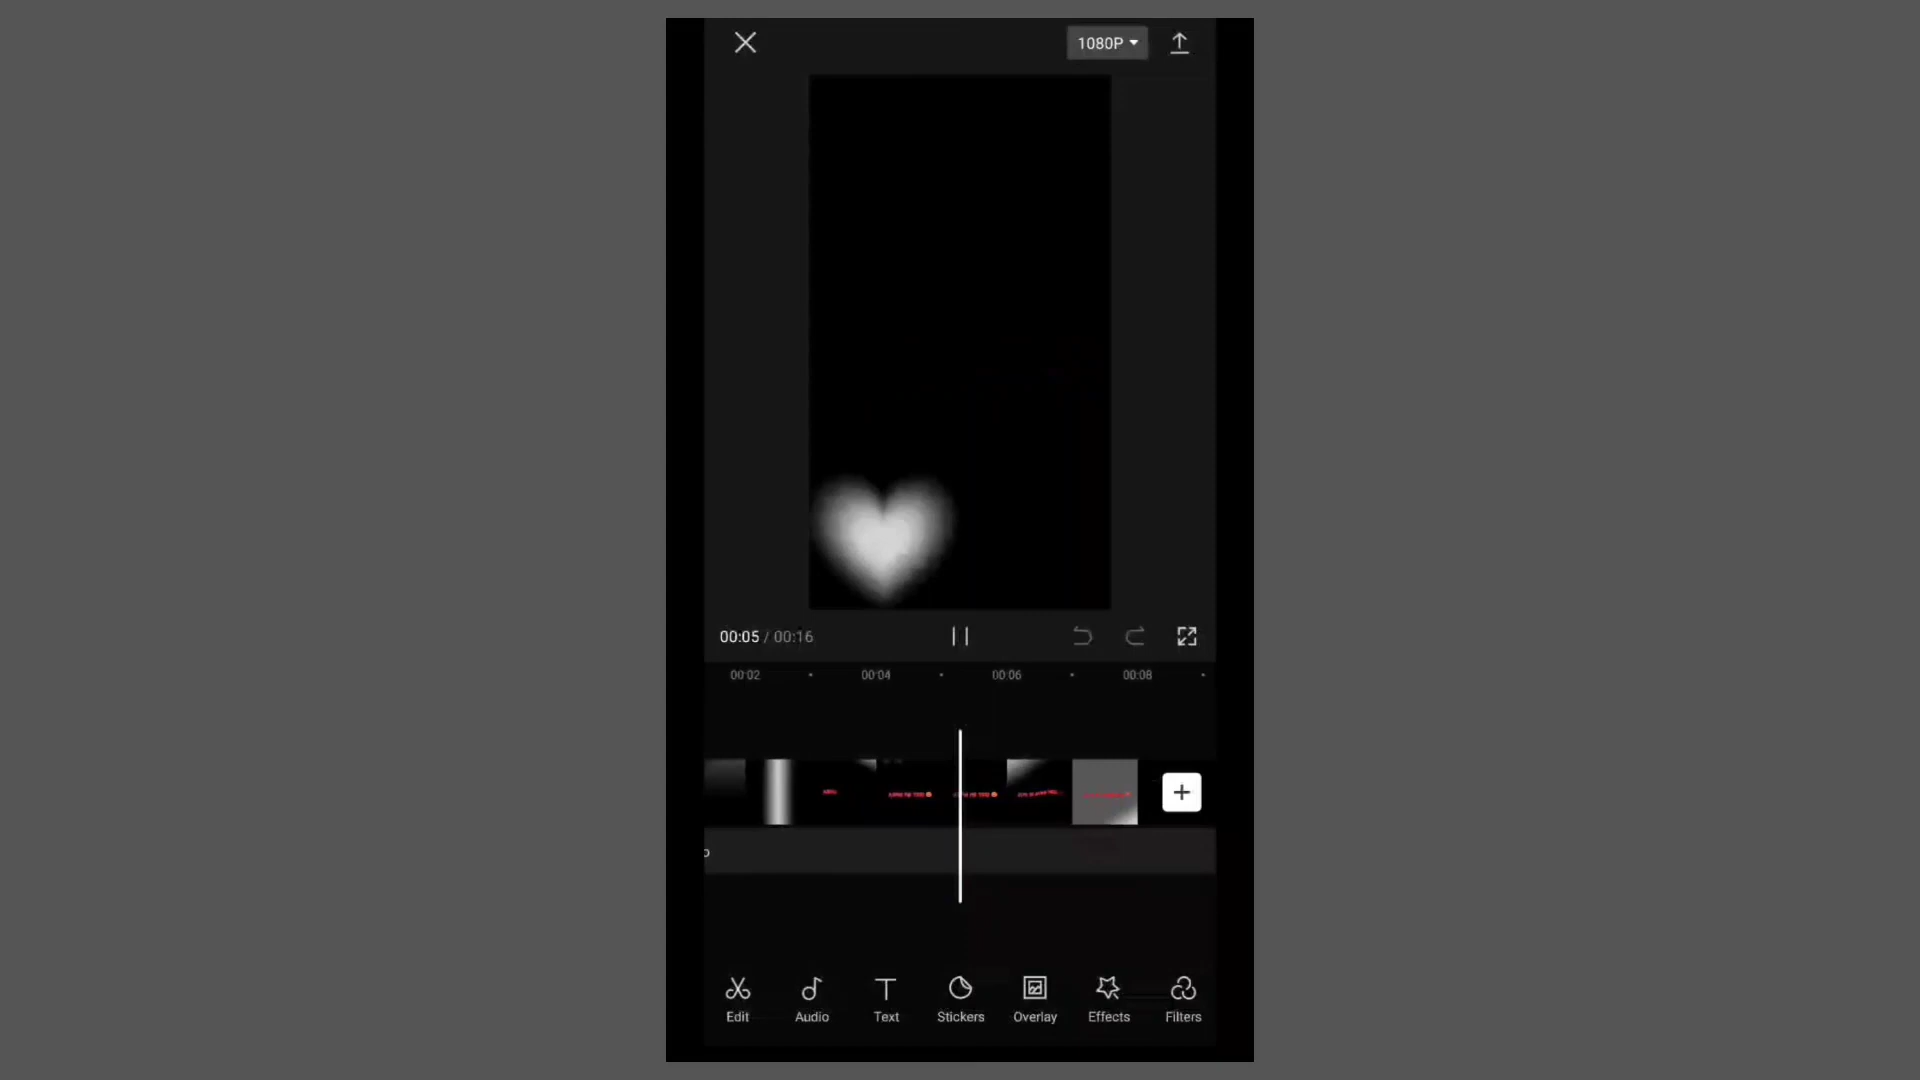 1080P
00:05 / 00:16
00:02 00:04 00:06 00:08
Edit Audio Text Stickers Overlay Effects Filters